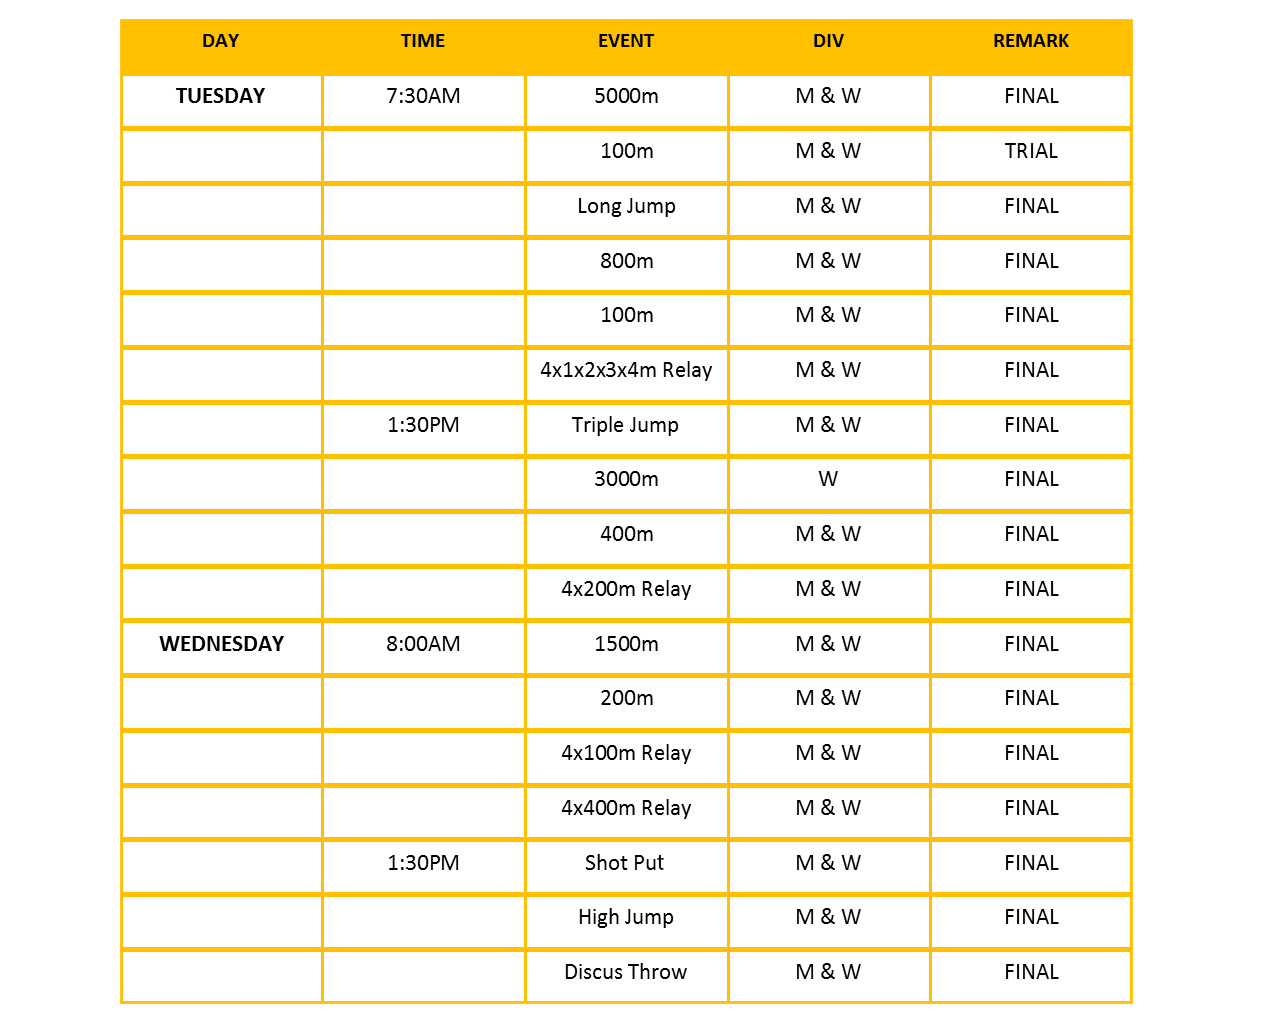 DAY TIME EVENT DIV REMARK
TUESDAY 7:30AM 5000m M & W FINAL
100m M & W TRIAL
Long Jump M & W FINAL
800m M & W FINAL
100m M & W FINAL
4x1x2x3x4m Relay M & W FINAL
1:30PM Triple Jump M & W FINAL
3000m W FINAL
400m M & W FINAL
4x200m Relay M & W FINAL
WEDNESDAY 8:00AM 1500m M & W FINAL
200m M & W FINAL
4x100m Relay M & W FINAL
4x400m Relay M & W FINAL
1:30PM Shot Put M & W FINAL
High Jump M & W FINAL
Discus Throw M & W FINAL